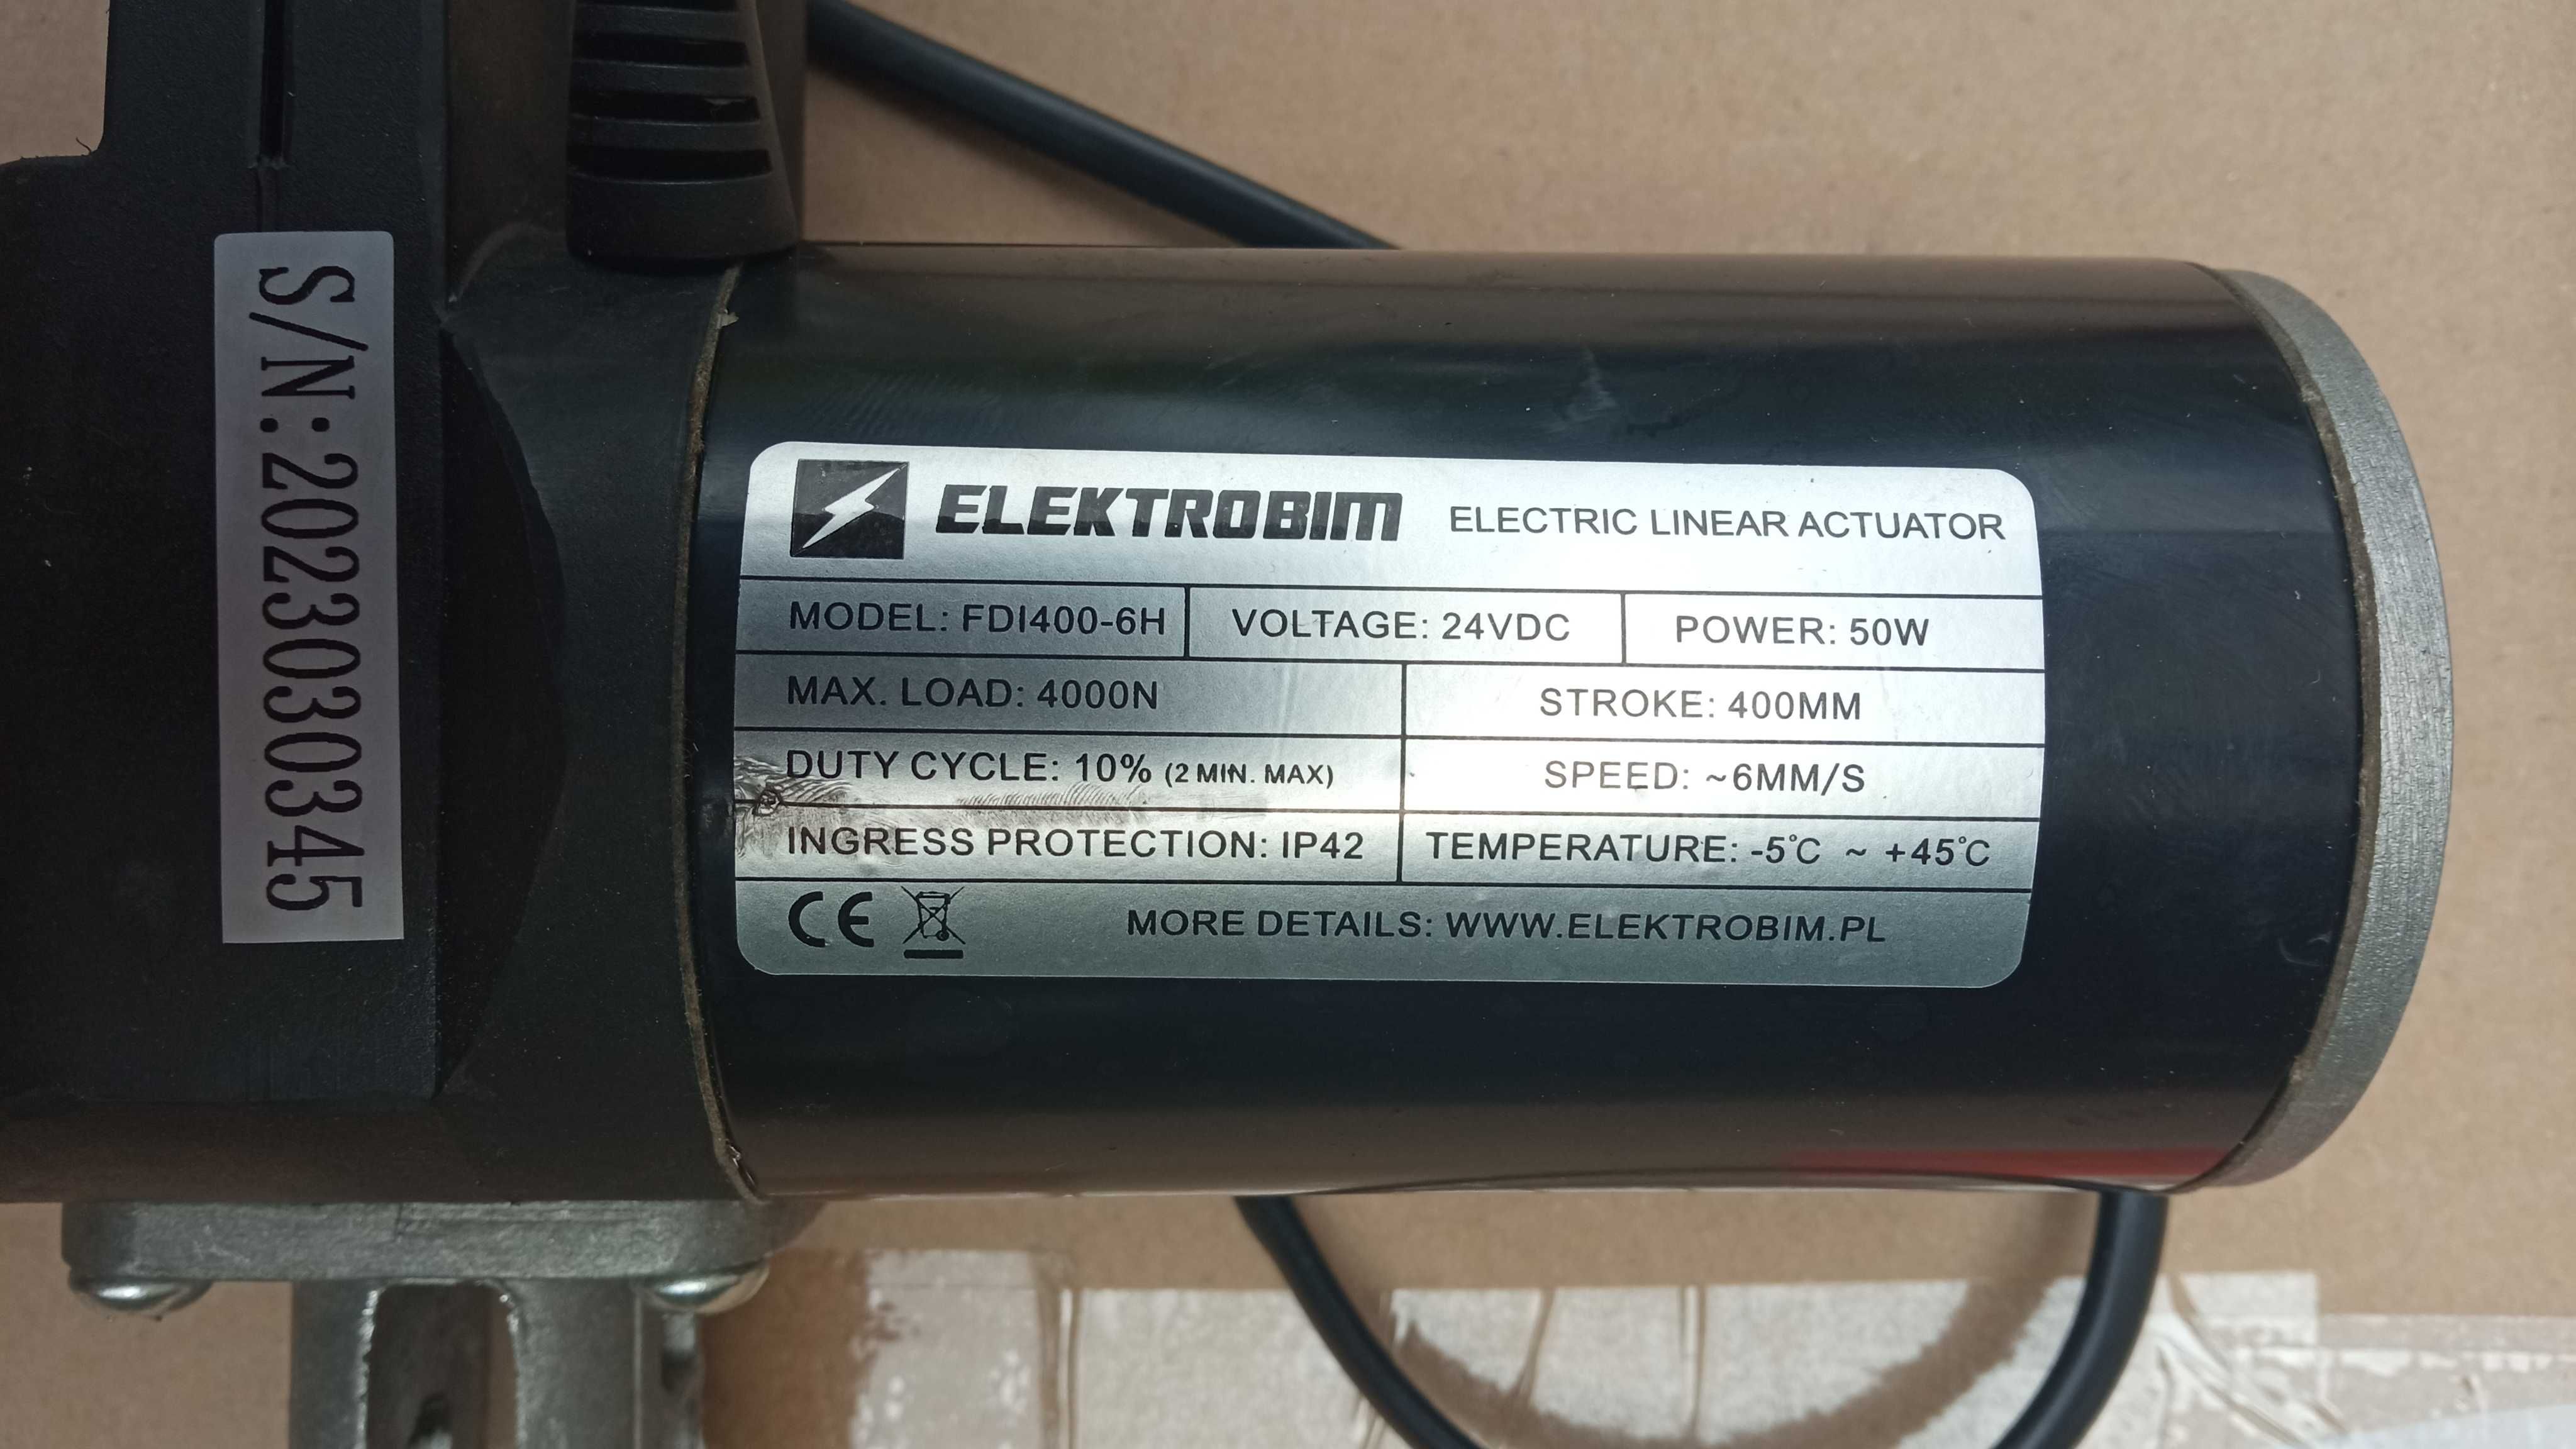 S/N:2023030345
ELEKTROBIM ELECTRIC LINEAR ACTUATOR
MODEL: FDI400-6H VOLTAGE: 24VDC POWER: 50W
MAX. LOAD: 4000N STROKE: 400MM
DUTY CYCLE: 10% (2 MIN. MAX) SPEED: ~6MM/S
INGRESS PROTECTION: IP42 TEMPERATURE: -5℃ ~ +45℃
CE MORE DETAILS: WWW.ELEKTROBIM.PL